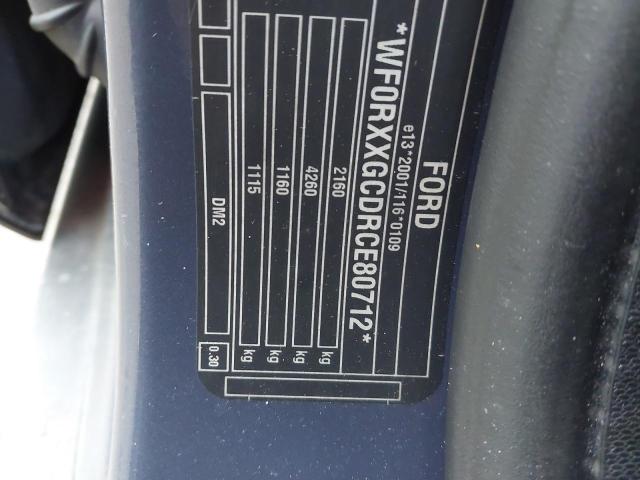 FORD
e13*2001/116*0109
*WF0RXXGCDRCE80712*
2160 kg
4260 kg
1160 kg
1115 kg
DM2 0.30